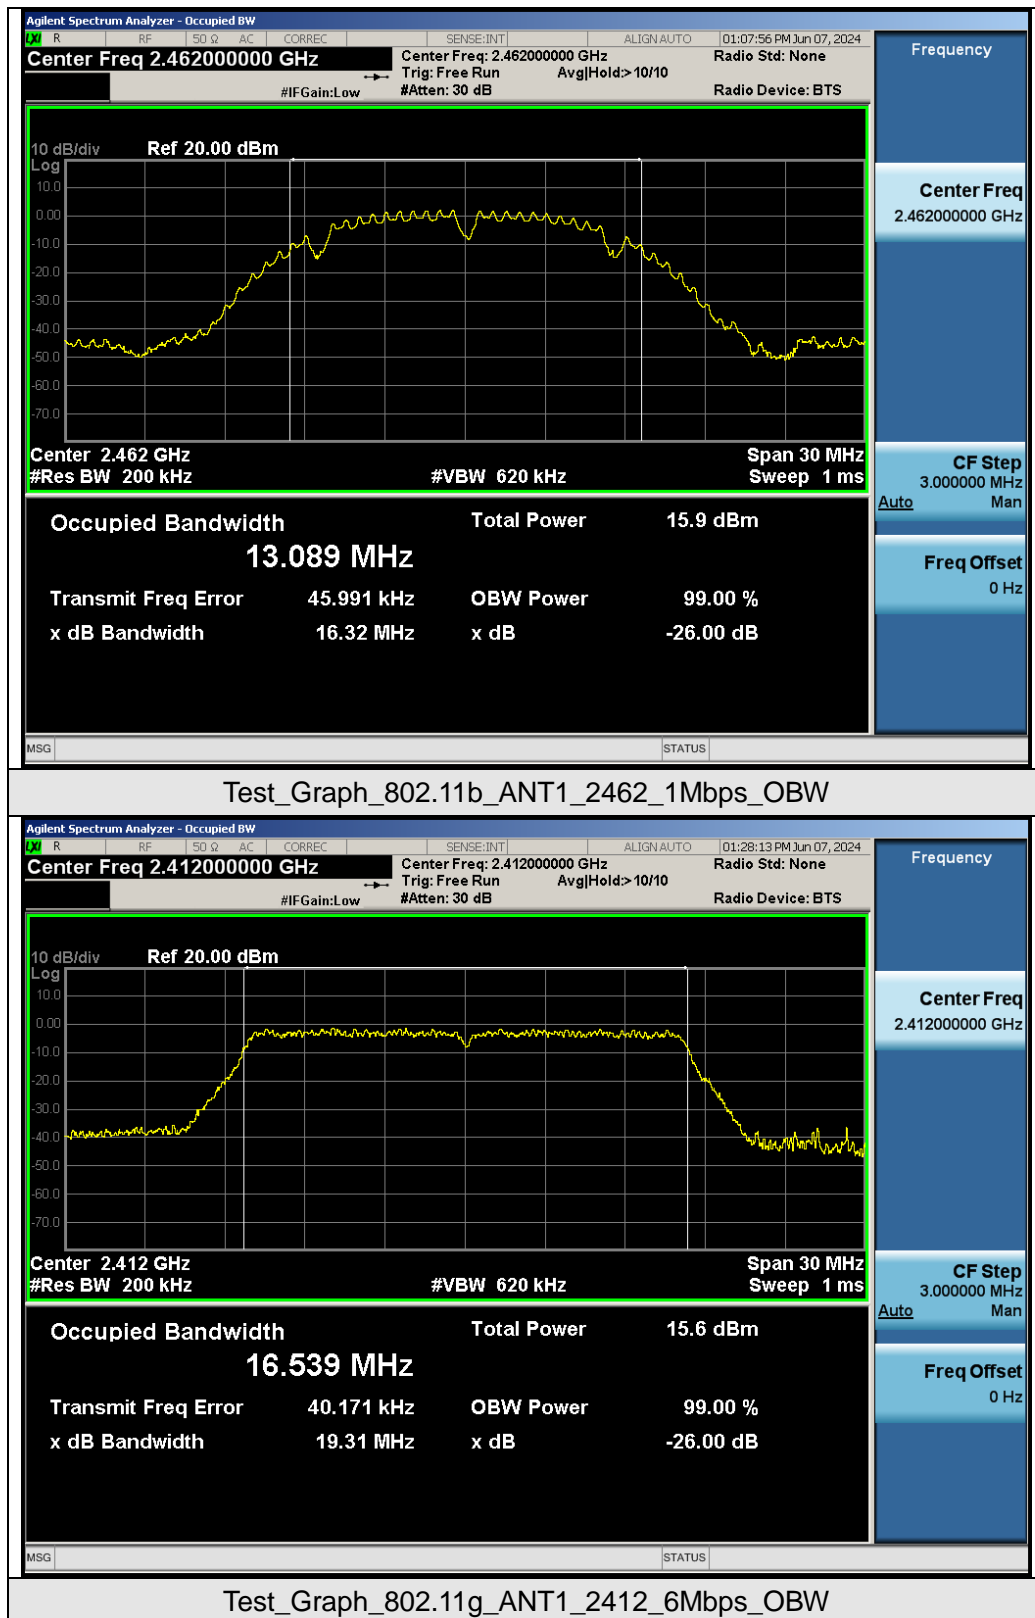 Agilent Spectrum Analyzer - Occupied BW
LXI R RF 50 Ω AC CORREC SENSE:INT ALIGN AUTO 01:07:56 PM Jun 07, 2024
Center Freq 2.462000000 GHz Center Freq: 2.462000000 GHz Radio Std: None
Trig: Free Run Avg|Hold:> 10/10
#IFGain:Low #Atten: 30 dB Radio Device: BTS
Frequency
10 dB/div Ref 20.00 dBm
Log
10.0
0.00
-10.0
-20.0
-30.0
-40.0
-50.0
-60.0
-70.0
Center 2.462 GHz Span 30 MHz
#Res BW 200 kHz #VBW 620 kHz Sweep 1 ms
Occupied Bandwidth Total Power 15.9 dBm
13.089 MHz
Transmit Freq Error 45.991 kHz OBW Power 99.00 %
x dB Bandwidth 16.32 MHz x dB -26.00 dB
Center Freq
2.462000000 GHz
CF Step
3.000000 MHz
Auto Man
Freq Offset
0 Hz
MSG STATUS
Test_Graph_802.11b_ANT1_2462_1Mbps_OBW
Agilent Spectrum Analyzer - Occupied BW
LXI R RF 50 Ω AC CORREC SENSE:INT ALIGN AUTO 01:28:13 PM Jun 07, 2024
Center Freq 2.412000000 GHz Center Freq: 2.412000000 GHz Radio Std: None
Trig: Free Run Avg|Hold:> 10/10
#IFGain:Low #Atten: 30 dB Radio Device: BTS
Frequency
10 dB/div Ref 20.00 dBm
Log
10.0
0.00
-10.0
-20.0
-30.0
-40.0
-50.0
-60.0
-70.0
Center 2.412 GHz Span 30 MHz
#Res BW 200 kHz #VBW 620 kHz Sweep 1 ms
Occupied Bandwidth Total Power 15.6 dBm
16.539 MHz
Transmit Freq Error 40.171 kHz OBW Power 99.00 %
x dB Bandwidth 19.31 MHz x dB -26.00 dB
Center Freq
2.412000000 GHz
CF Step
3.000000 MHz
Auto Man
Freq Offset
0 Hz
MSG STATUS
Test_Graph_802.11g_ANT1_2412_6Mbps_OBW